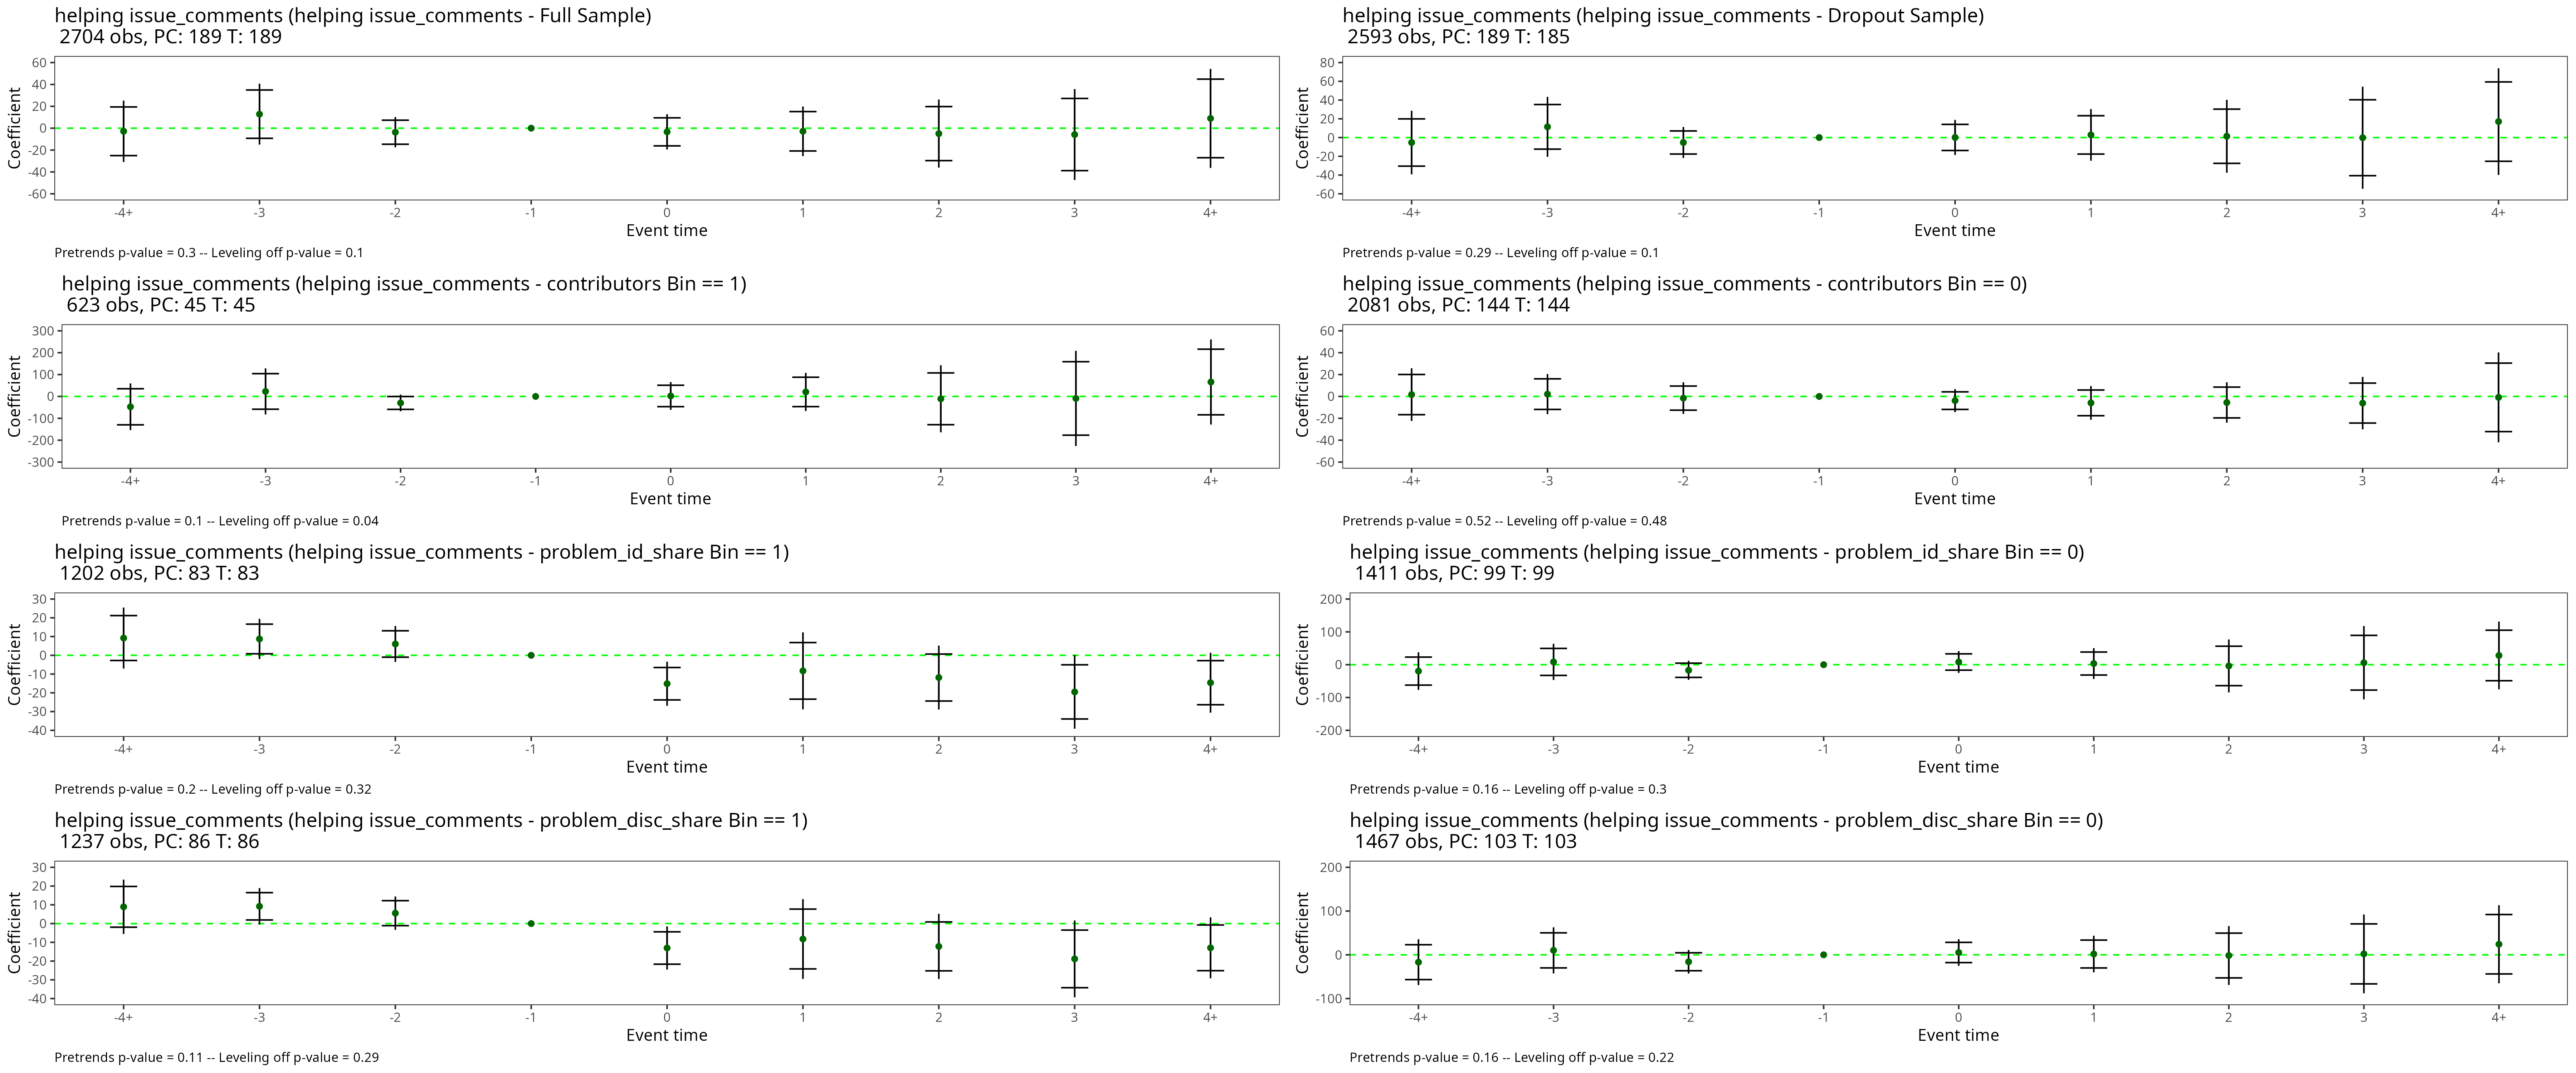 helping issue_comments (helping issue_comments - Full Sample)
2704 obs, PC: 189 T: 189
60
40
20
0
-20
-40
-60
Coefficient
-4+ -3 -2 -1 0 1 2 3 4+
Event time
Pretrends p-value = 0.3 -- Leveling off p-value = 0.1
helping issue_comments (helping issue_comments - Dropout Sample)
2593 obs, PC: 189 T: 185
80
60
40
20
0
-20
-40
-60
Coefficient
-4+ -3 -2 -1 0 1 2 3 4+
Event time
Pretrends p-value = 0.29 -- Leveling off p-value = 0.1
helping issue_comments (helping issue_comments - contributors Bin == 1)
623 obs, PC: 45 T: 45
300
200
100
0
-100
-200
-300
Coefficient
-4+ -3 -2 -1 0 1 2 3 4+
Event time
Pretrends p-value = 0.1 -- Leveling off p-value = 0.04
helping issue_comments (helping issue_comments - contributors Bin == 0)
2081 obs, PC: 144 T: 144
60
40
20
0
-20
-40
-60
Coefficient
-4+ -3 -2 -1 0 1 2 3 4+
Event time
Pretrends p-value = 0.52 -- Leveling off p-value = 0.48
helping issue_comments (helping issue_comments - problem_id_share Bin == 1)
1202 obs, PC: 83 T: 83
30
20
10
0
-10
-20
-30
-40
Coefficient
-4+ -3 -2 -1 0 1 2 3 4+
Event time
Pretrends p-value = 0.2 -- Leveling off p-value = 0.32
helping issue_comments (helping issue_comments - problem_id_share Bin == 0)
1411 obs, PC: 99 T: 99
200
100
0
-100
-200
Coefficient
-4+ -3 -2 -1 0 1 2 3 4+
Event time
Pretrends p-value = 0.16 -- Leveling off p-value = 0.3
helping issue_comments (helping issue_comments - problem_disc_share Bin == 1)
1237 obs, PC: 86 T: 86
30
20
10
0
-10
-20
-30
-40
Coefficient
-4+ -3 -2 -1 0 1 2 3 4+
Event time
Pretrends p-value = 0.11 -- Leveling off p-value = 0.29
helping issue_comments (helping issue_comments - problem_disc_share Bin == 0)
1467 obs, PC: 103 T: 103
200
100
0
-100
Coefficient
-4+ -3 -2 -1 0 1 2 3 4+
Event time
Pretrends p-value = 0.16 -- Leveling off p-value = 0.22